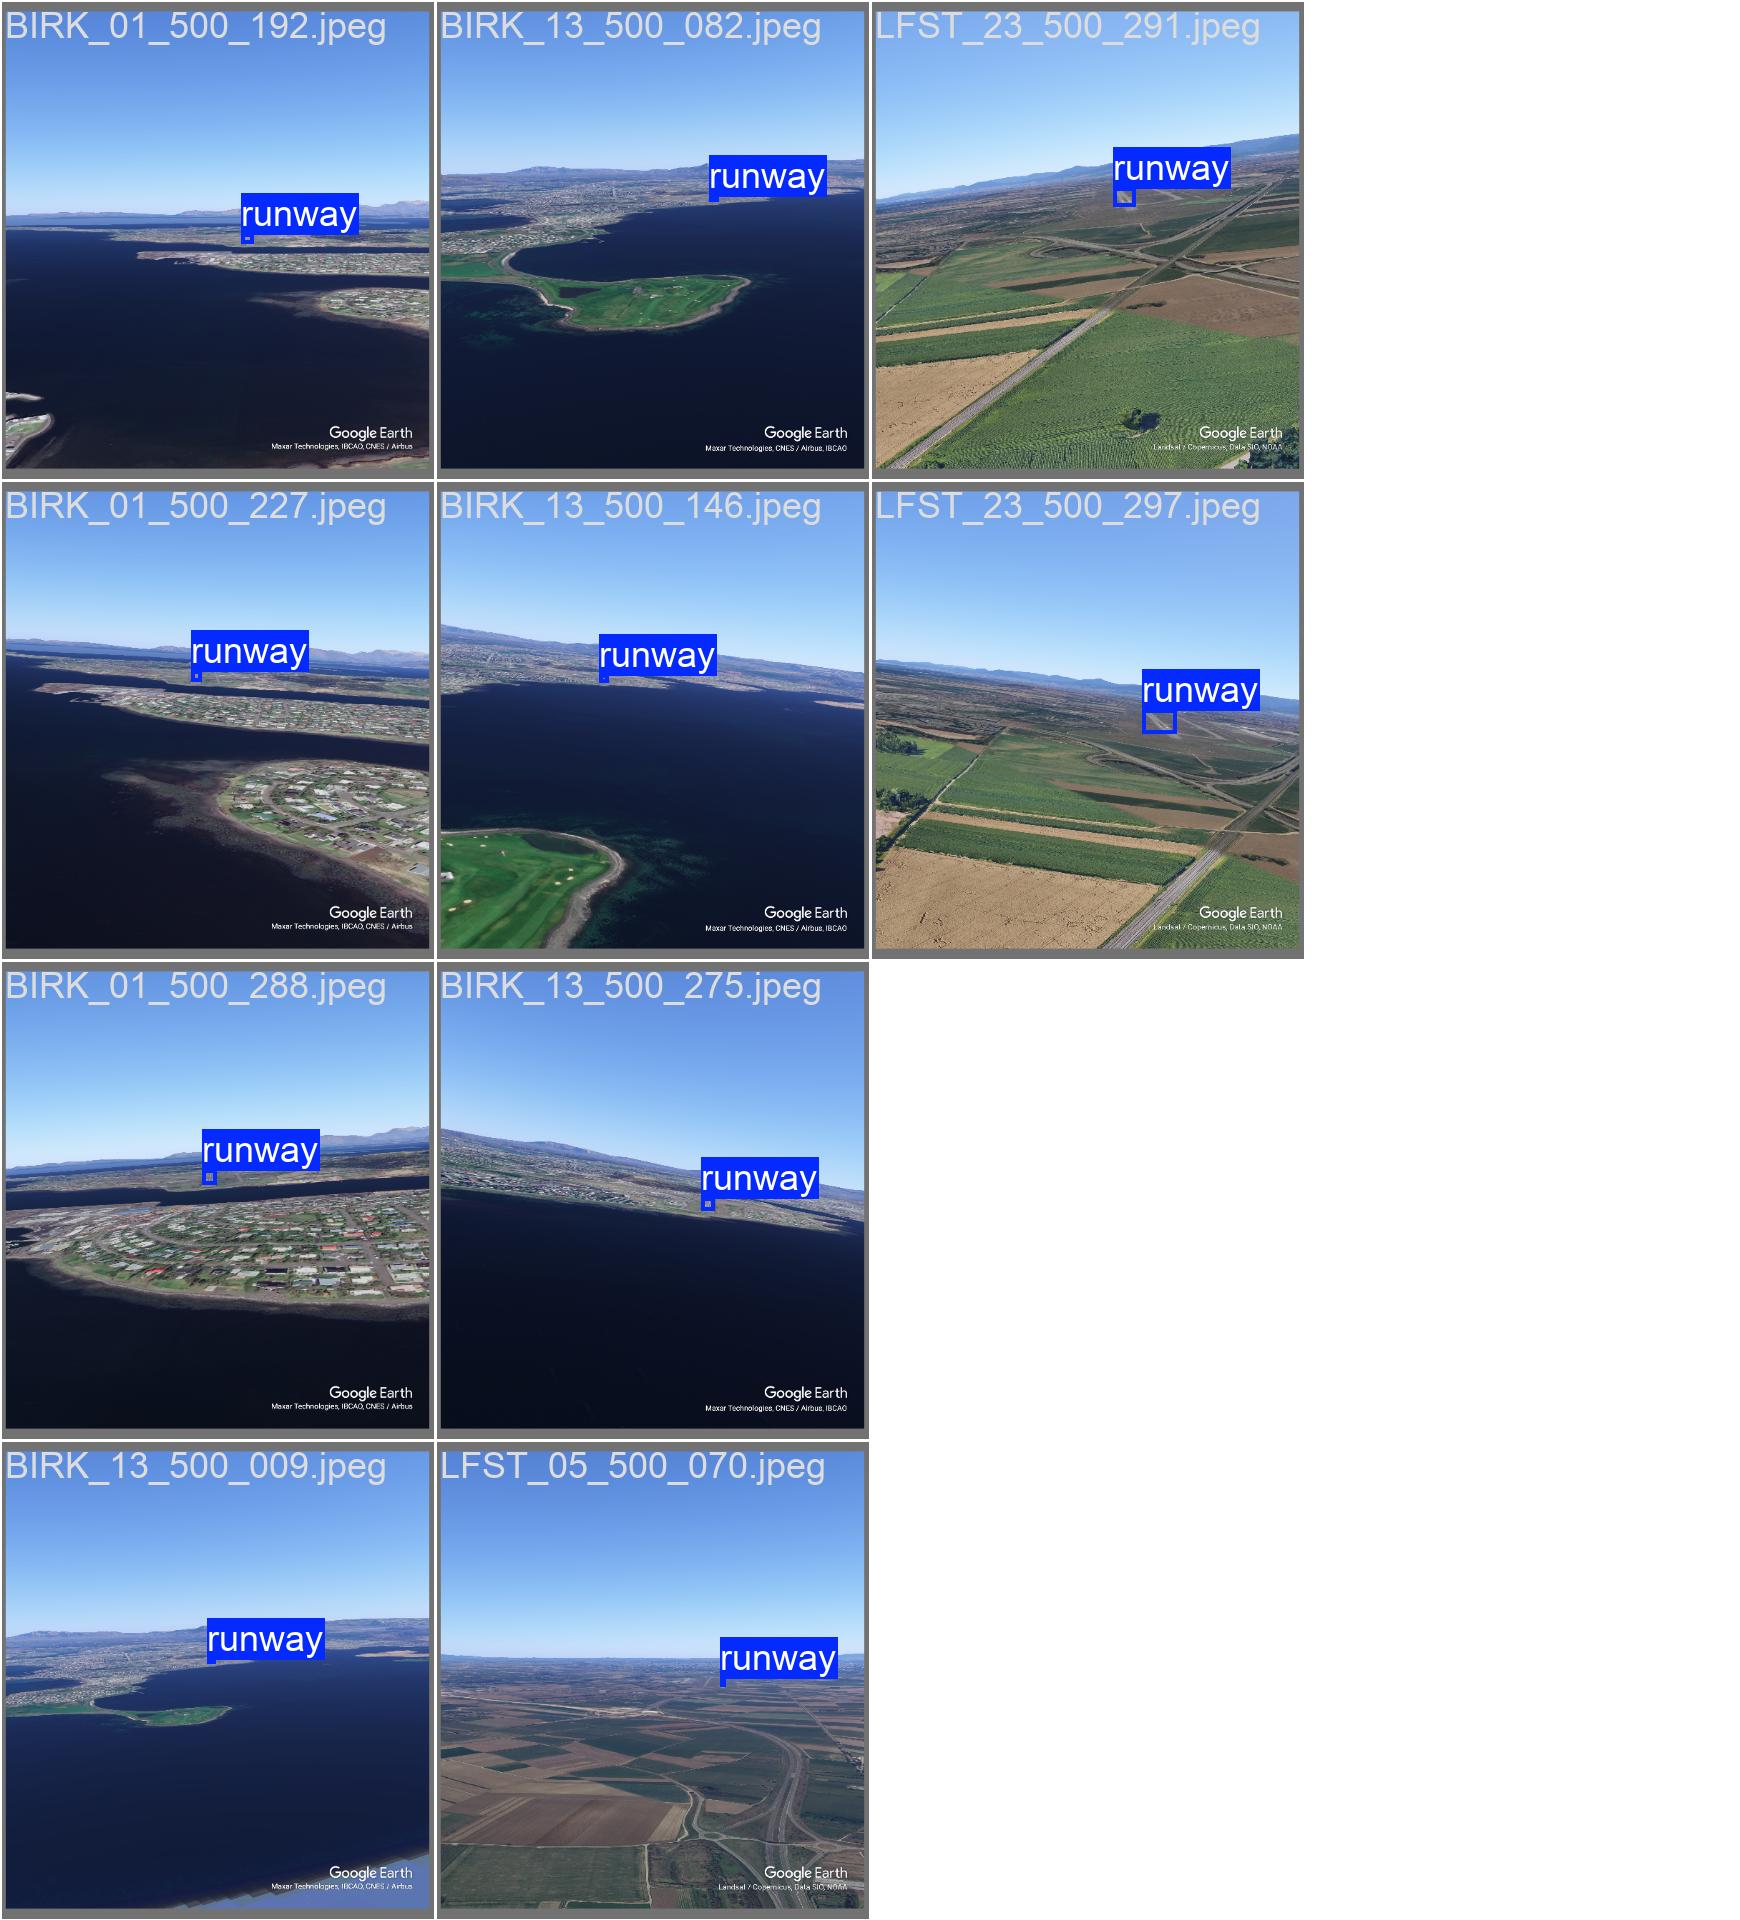 BIRK_01_500_192.jpeg
runway
Google Earth
Maxar Technologies, IBCAO, CNES / Airbus
BIRK_13_500_082.jpeg
runway
Google Earth
Maxar Technologies, CNES / Airbus, IBCAO
LFST_23_500_291.jpeg
runway
Google Earth
Landsat / Copernicus, Data SIO, NOAA
BIRK_01_500_227.jpeg
runway
Google Earth
Maxar Technologies, IBCAO, CNES / Airbus
BIRK_13_500_146.jpeg
runway
Google Earth
Maxar Technologies, CNES / Airbus, IBCAO
LFST_23_500_297.jpeg
runway
Google Earth
Landsat / Copernicus, Data SIO, NOAA
BIRK_01_500_288.jpeg
runway
Google Earth
Maxar Technologies, IBCAO, CNES / Airbus
BIRK_13_500_275.jpeg
runway
Google Earth
Maxar Technologies, CNES / Airbus, IBCAO
BIRK_13_500_009.jpeg
runway
Google Earth
Maxar Technologies, IBCAO, CNES / Airbus
LFST_05_500_070.jpeg
runway
Google Earth
Landsat / Copernicus, Data SIO, NOAA